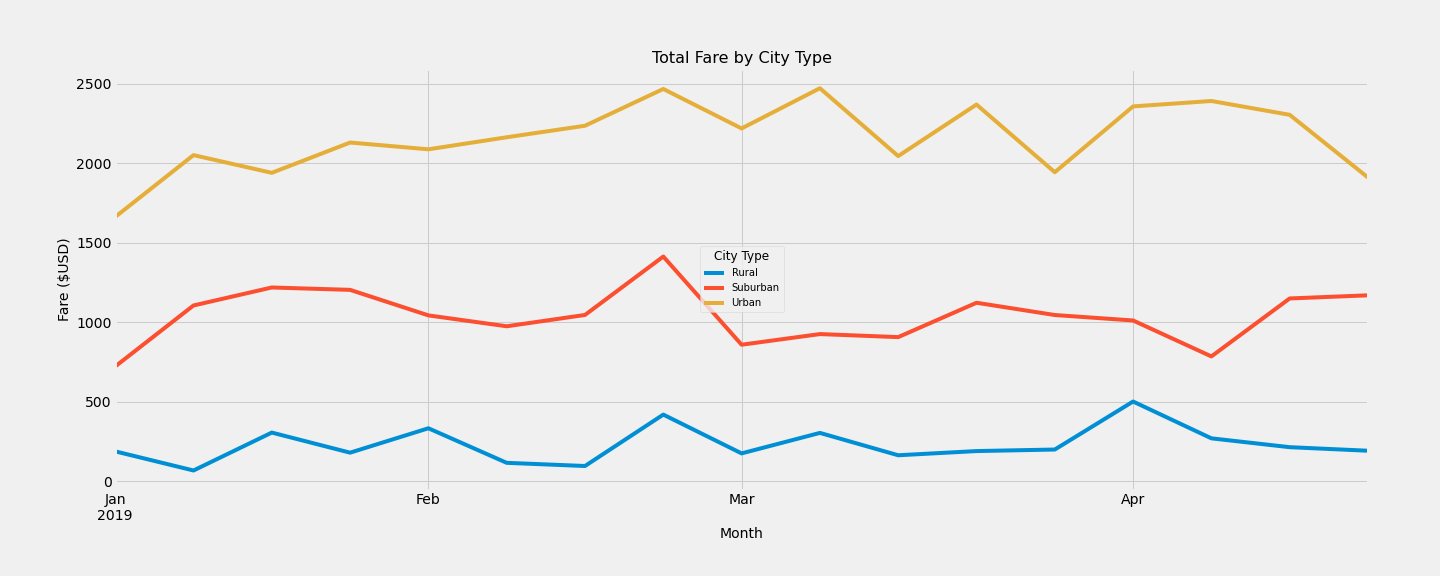 Total Fare by City Type
Fare ($USD)
2500
2000
1500
1000
500
0
City Type
Rural
Suburban
Urban
Jan
2019
Feb
Mar
Apr
Month